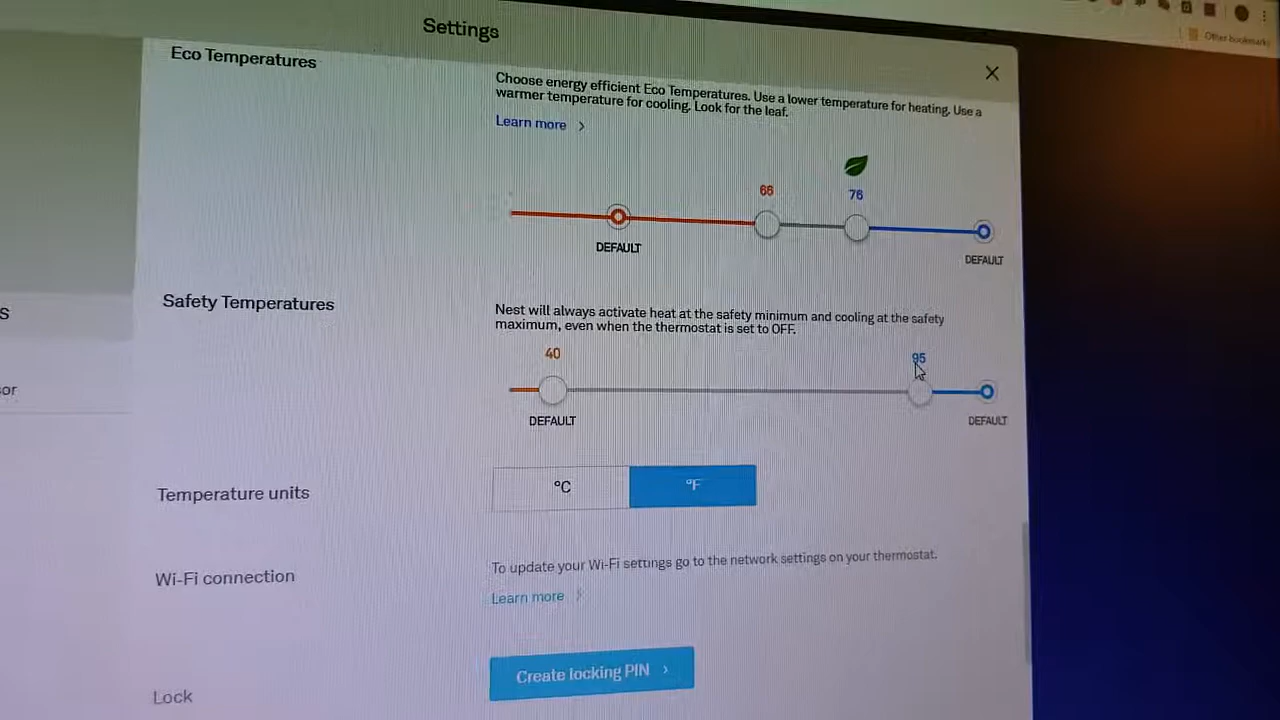 Settings
Other bookmarks
Eco Temperatures
Choose energy efficient Eco Temperatures. Use a lower temperature for heating. Use a
warmer temperature for cooling. Look for the leaf.
Learn more >
66
76
DEFAULT
DEFAULT
Safety Temperatures
Nest will always activate heat at the safety minimum and cooling at the safety
maximum, even when the thermostat is set to OFF.
40
95
DEFAULT
DEFAULT
S
sor
Temperature units
°C
°F
Wi-Fi connection
To update your Wi-Fi settings go to the network settings on your thermostat.
Learn more >
Lock
Create locking PIN >